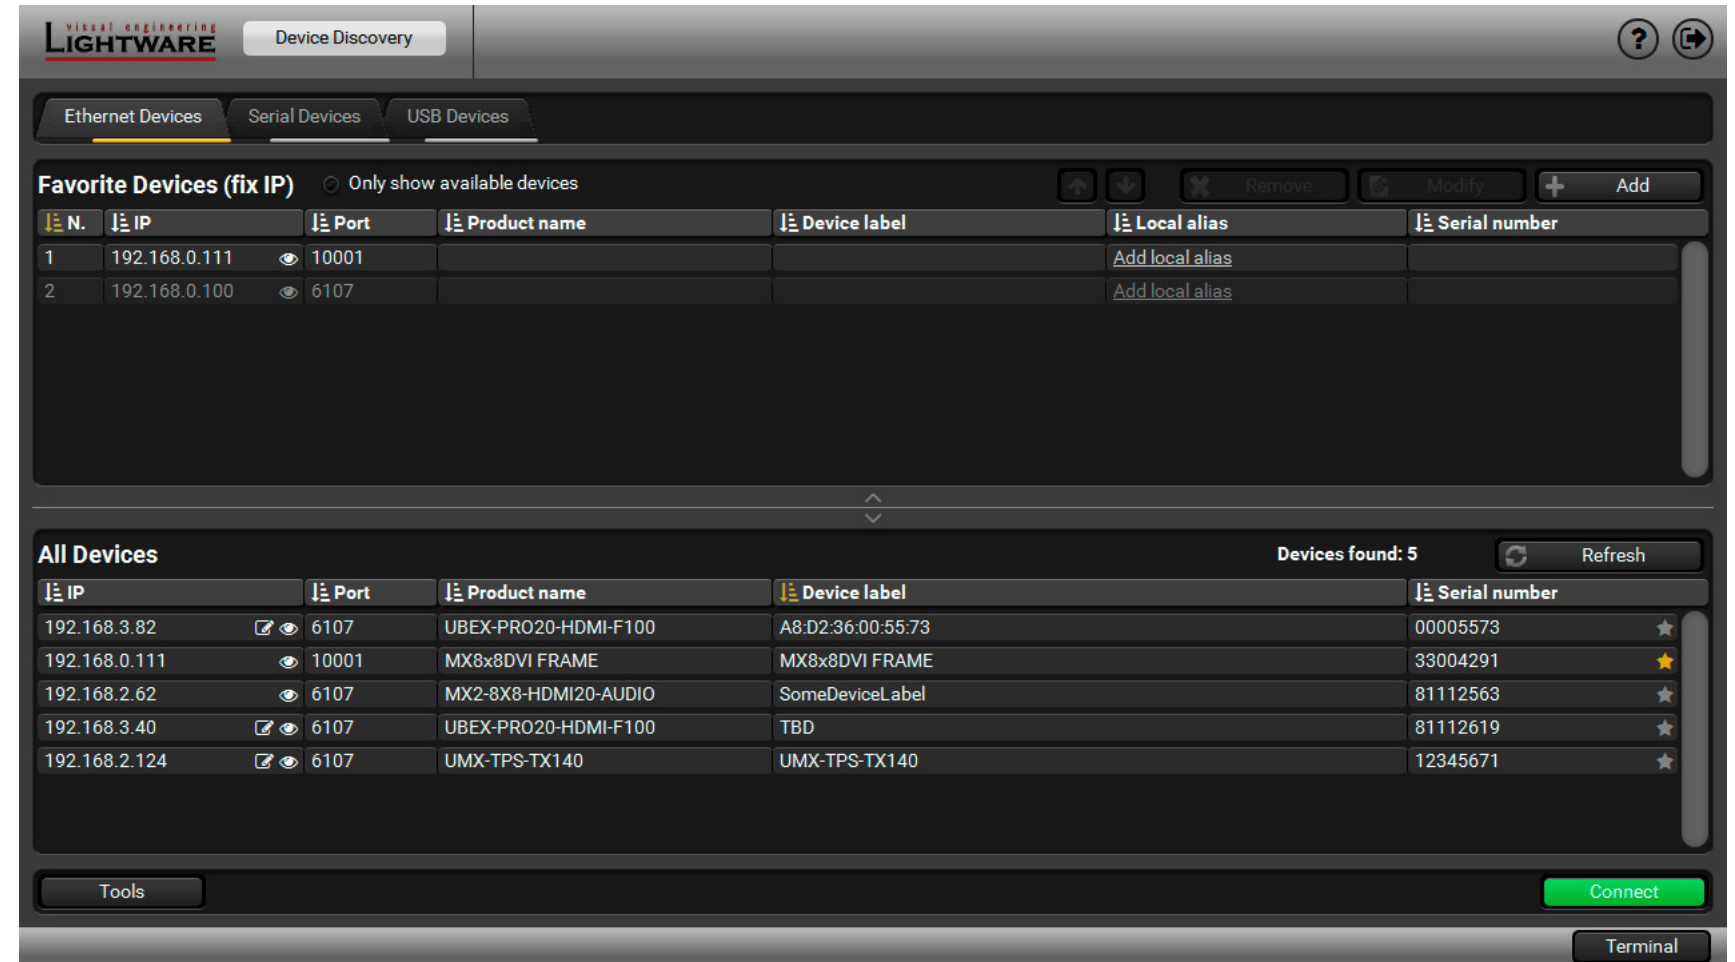 visual engineering
LIGHTWARE
Device Discovery
?
Ethernet Devices Serial Devices USB Devices
Favorite Devices (fix IP) Only show available devices Remove Modify Add
N. IP Port Product name Device label Local alias Serial number
1 192.168.0.111 10001 Add local alias
2 192.168.0.100 6107 Add local alias
All Devices Devices found: 5 Refresh
IP Port Product name Device label Serial number
192.168.3.82 6107 UBEX-PRO20-HDMI-F100 A8:D2:36:00:55:73 00005573
192.168.0.111 10001 MX8x8DVI FRAME MX8x8DVI FRAME 33004291
192.168.2.62 6107 MX2-8X8-HDMI20-AUDIO SomeDeviceLabel 81112563
192.168.3.40 6107 UBEX-PRO20-HDMI-F100 TBD 81112619
192.168.2.124 6107 UMX-TPS-TX140 UMX-TPS-TX140 12345671
Tools Connect
Terminal